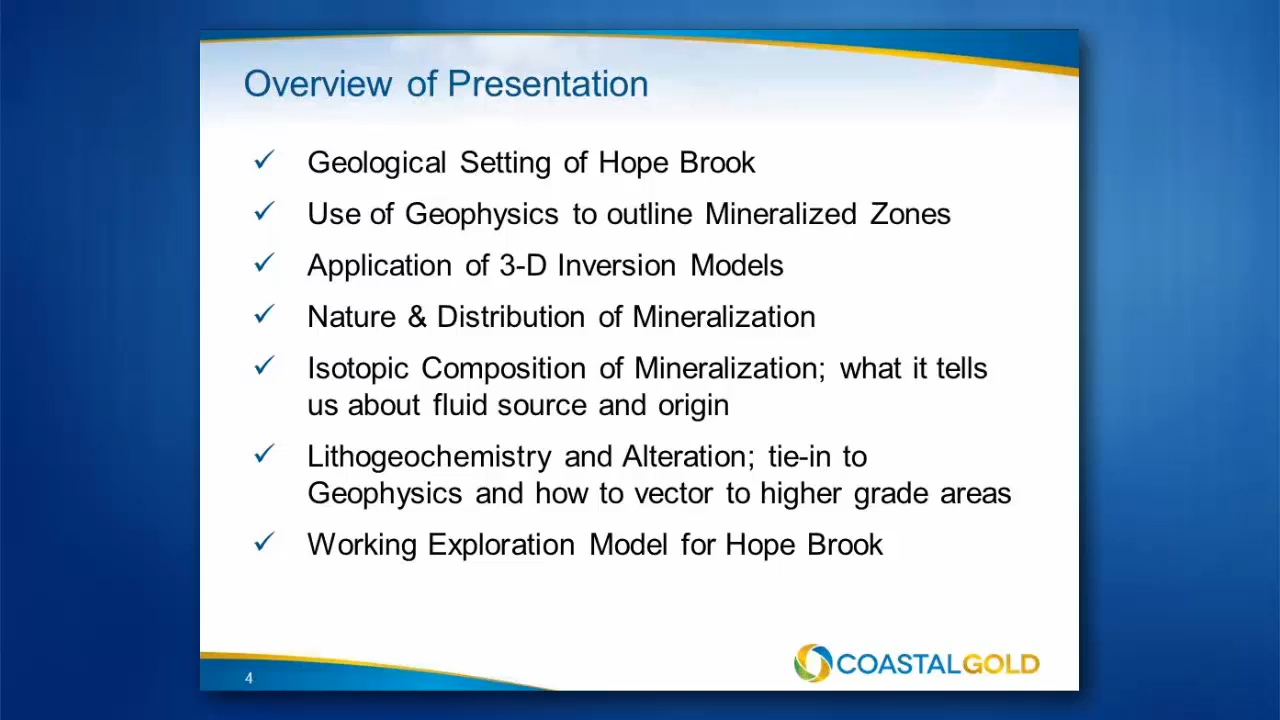 Overview of Presentation
✓ Geological Setting of Hope Brook
✓ Use of Geophysics to outline Mineralized Zones
✓ Application of 3-D Inversion Models
✓ Nature & Distribution of Mineralization
✓ Isotopic Composition of Mineralization; what it tells
us about fluid source and origin
✓ Lithogeochemistry and Alteration; tie-in to
Geophysics and how to vector to higher grade areas
✓ Working Exploration Model for Hope Brook
4
COASTALGOLD